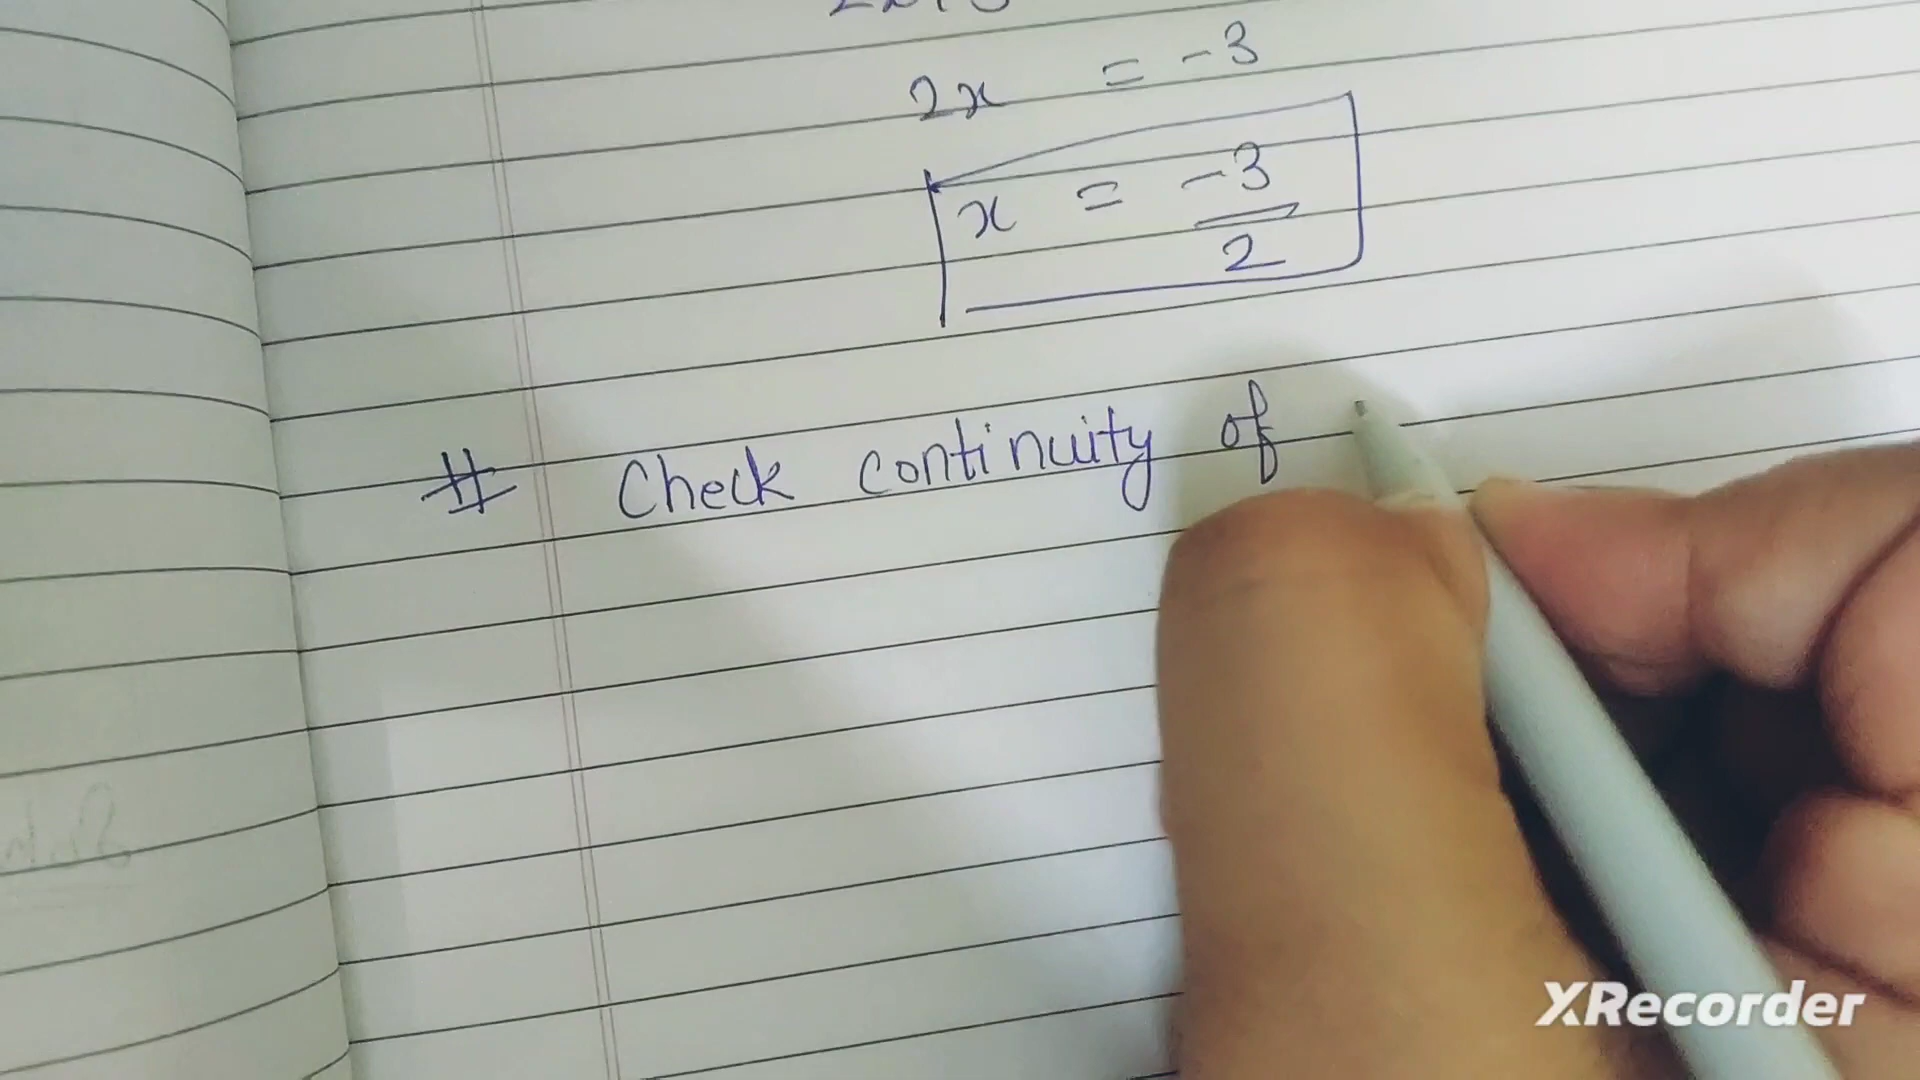 2x = -3
x = -3/2
# Check continuity of
XRecorder